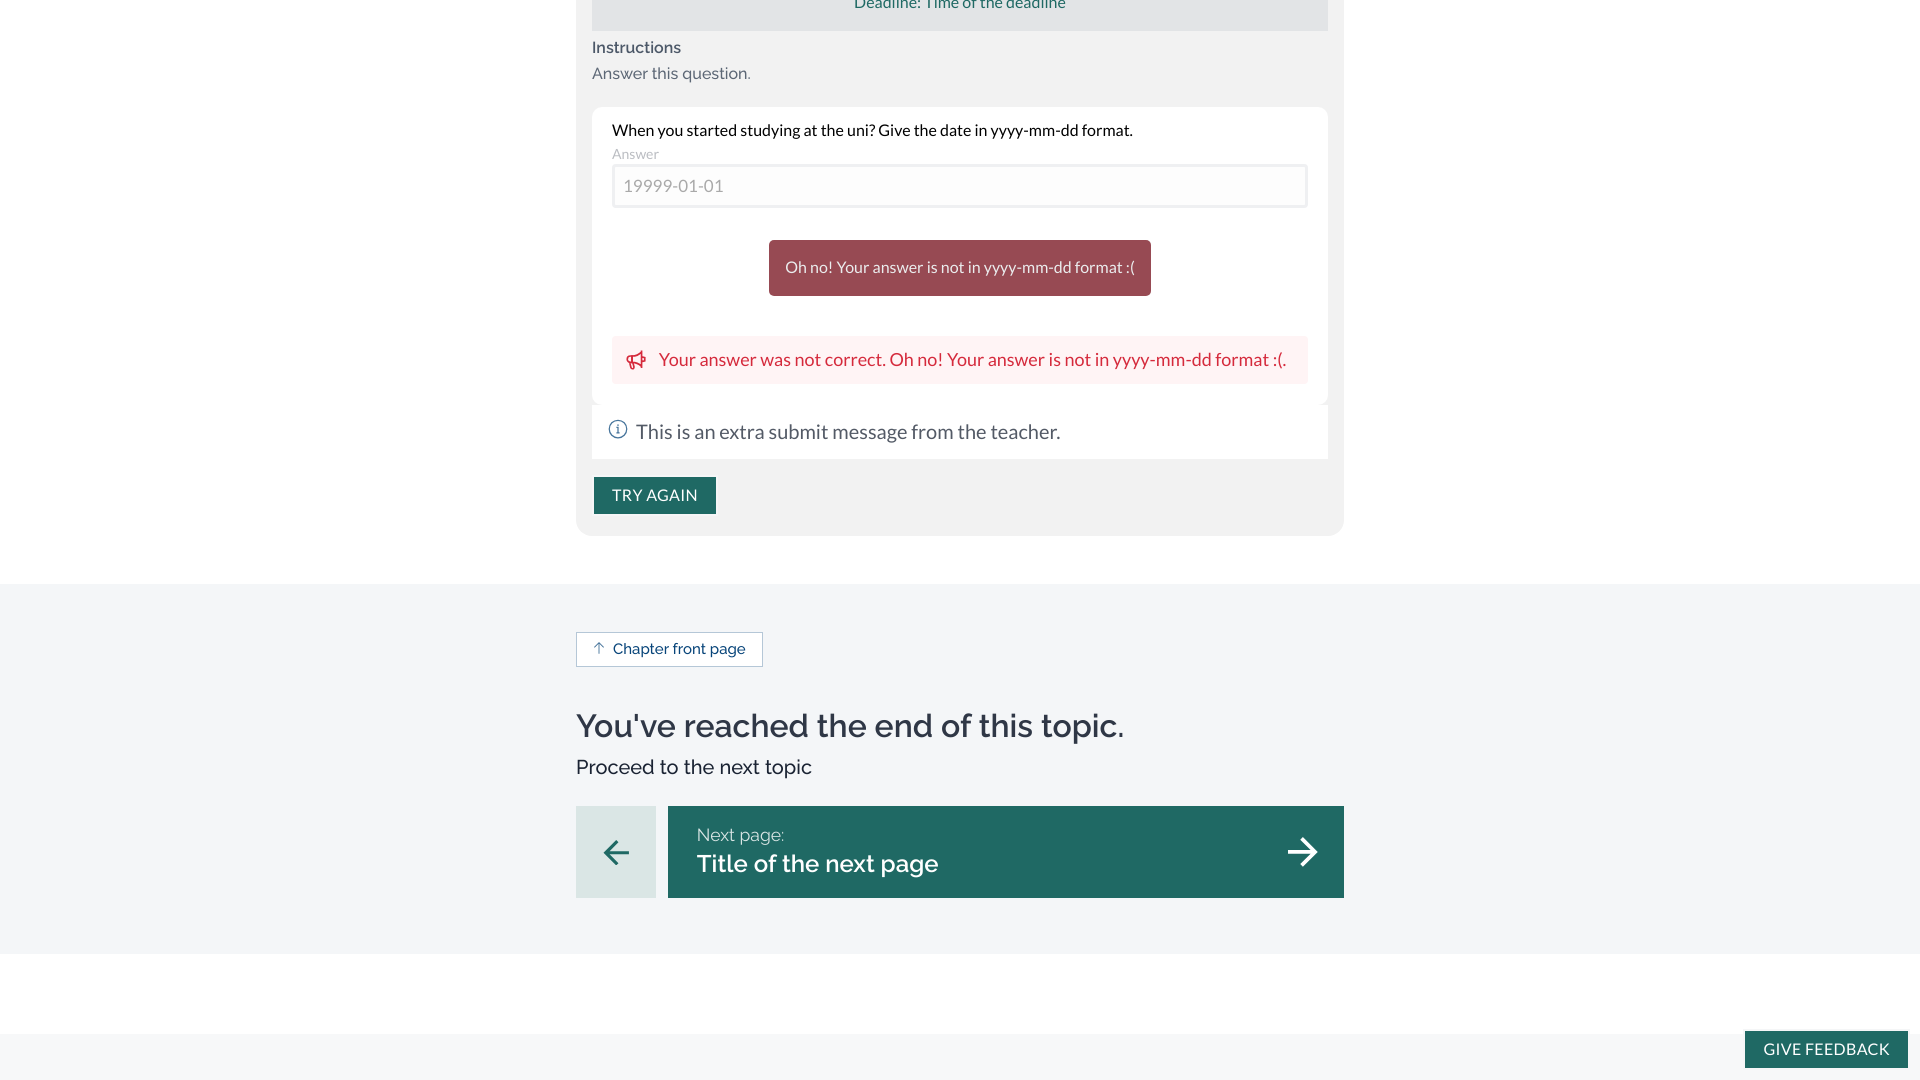 Deadline: Time of the deadline
Instructions
Answer this question.
When you started studying at the uni? Give the date in yyyy-mm-dd format.
Answer
19999-01-01
Oh no! Your answer is not in yyyy-mm-dd format :(
Your answer was not correct. Oh no! Your answer is not in yyyy-mm-dd format :(.
This is an extra submit message from the teacher.
TRY AGAIN
Chapter front page
You've reached the end of this topic.
Proceed to the next topic
Next page:
Title of the next page
GIVE FEEDBACK